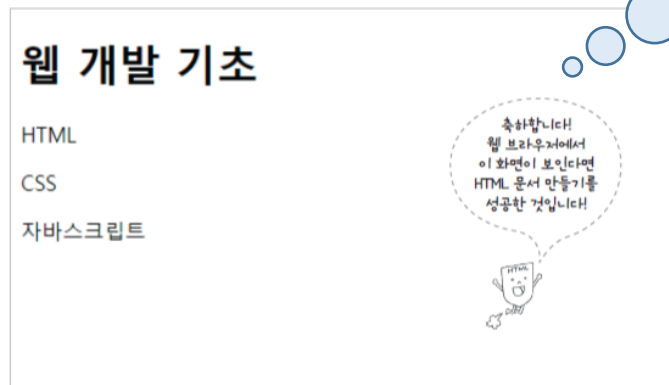 웹 개발 기초
HTML
CSS
자바스크립트
축하합니다!
웹 브라우저에서
이 화면이 보인다면
HTML 문서 만들기를
성공한 것입니다!
HTML